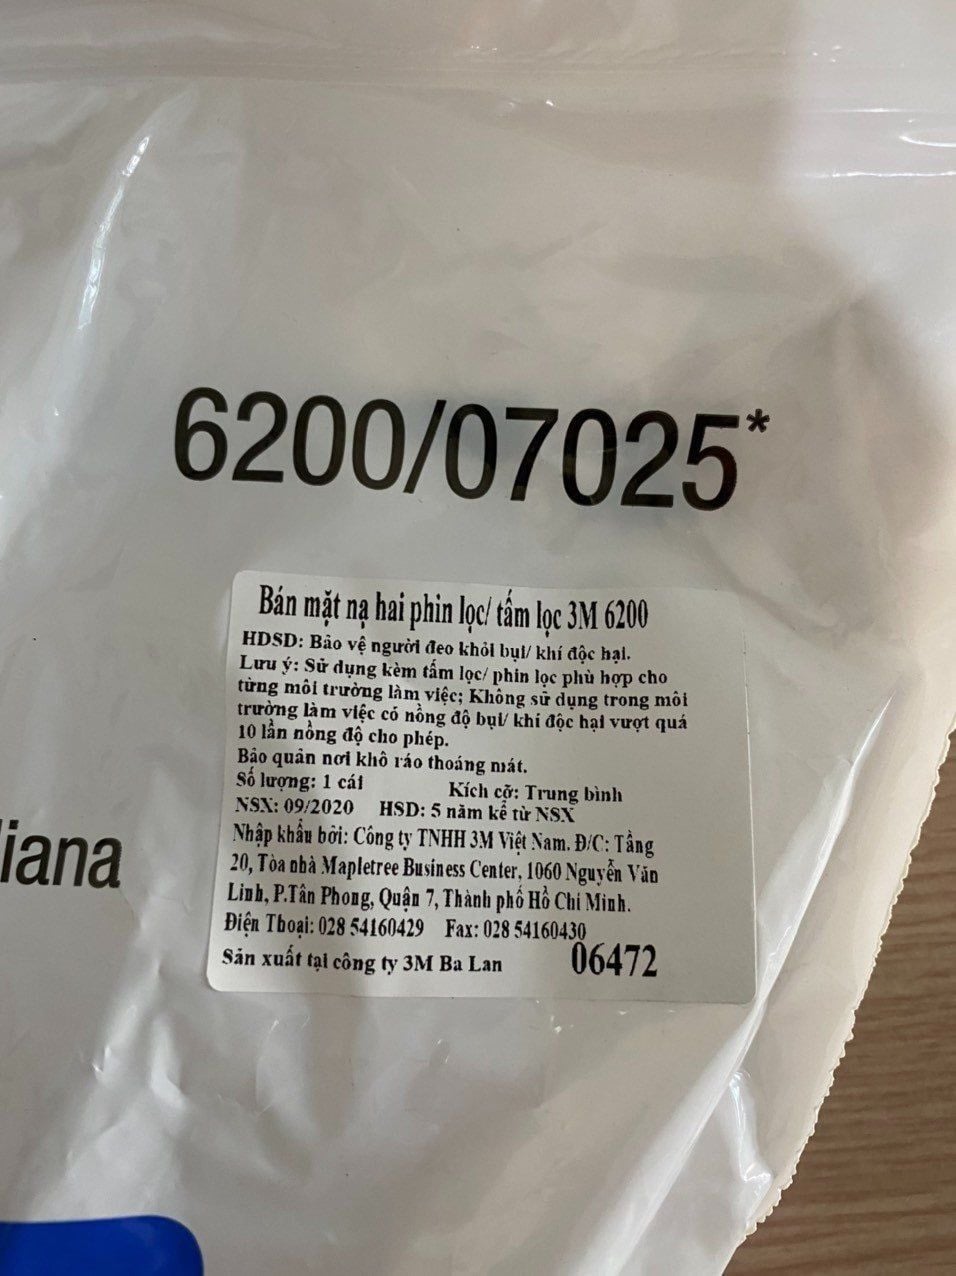 6200/07025*
Bán mặt nạ hai phin lọc/ tấm lọc 3M 6200
HDSD: Bảo vệ người đeo khỏi bụi/ khí độc hại.
Lưu ý: Sử dụng kèm tấm lọc/ phin lọc phù hợp cho
từng môi trường làm việc; Không sử dụng trong môi
trường làm việc có nồng độ bụi/ khí độc hại vượt quá
10 lần nồng độ cho phép.
Bảo quản nơi khô ráo thoáng mát.
Số lượng: 1 cái Kích cỡ: Trung bình
NSX: 09/2020 HSD: 5 năm kể từ NSX
Nhập khẩu bởi: Công ty TNHH 3M Việt Nam. Đ/C: Tầng
20, Tòa nhà Mapletree Business Center, 1060 Nguyễn Văn
Linh, P.Tân Phong, Quận 7, Thành phố Hồ Chí Minh.
Điện Thoại: 028 54160429 Fax: 028 54160430
Sản xuất tại công ty 3M Ba Lan 06472
liana